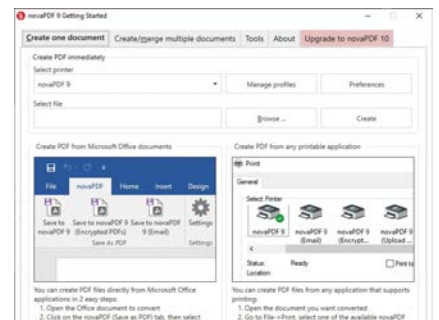 novaPDF 9 Getting Started
Create one document Create/merge multiple documents Tools About Upgrade to novaPDF 10
Create PDF immediately
Select printer
novaPDF 9 Manage profiles Preferences
Select file
Browse ... Create
Create PDF from Microsoft Office documents
File novaPDF Home Insert Design
Save to novaPDF 9 Save to novaPDF 9 (Encrypted PDFs) Save to novaPDF 9 (Email) Settings
Save As PDF Settings
You can create PDF files directly from Microsoft Office
applications in 2 easy steps:
1. Open the Office document to convert
2. Click on the novaPDF (Save as PDF) tab, then select
Create PDF from any printable application
Print
General
Select Printer
novaPDF 9 novaPDF 9 (Email) novaPDF 9 (Encrypt... novaPDF 9 (Upload ...
Status: Ready Print to
Location:
You can create PDF files from any application that supports
printing:
1. Open the document you want converted
2. Go to File->Print, select one of the available novaPDF